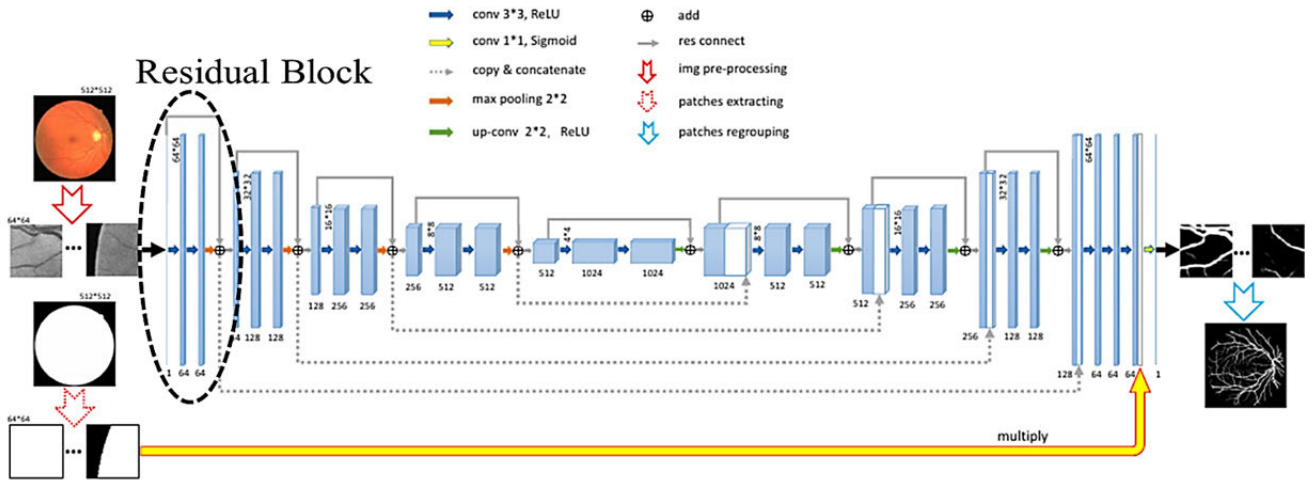 conv 3*3, ReLU
conv 1*1, Sigmoid
copy & concatenate
max pooling 2*2
up-conv 2*2, ReLU
add
res connect
img pre-processing
patches extracting
patches regrouping
Residual Block
512*512
64*64
512*512
64*64
64*64
32*32
16*16
8*8
4*4
8*8
16*16
32*32
64*64
1 64 64
128 128
128 256 256
256 512 512
512 1024 1024
1024 512 512
512 256 256
256 128 128
128 64 64 64 1
multiply